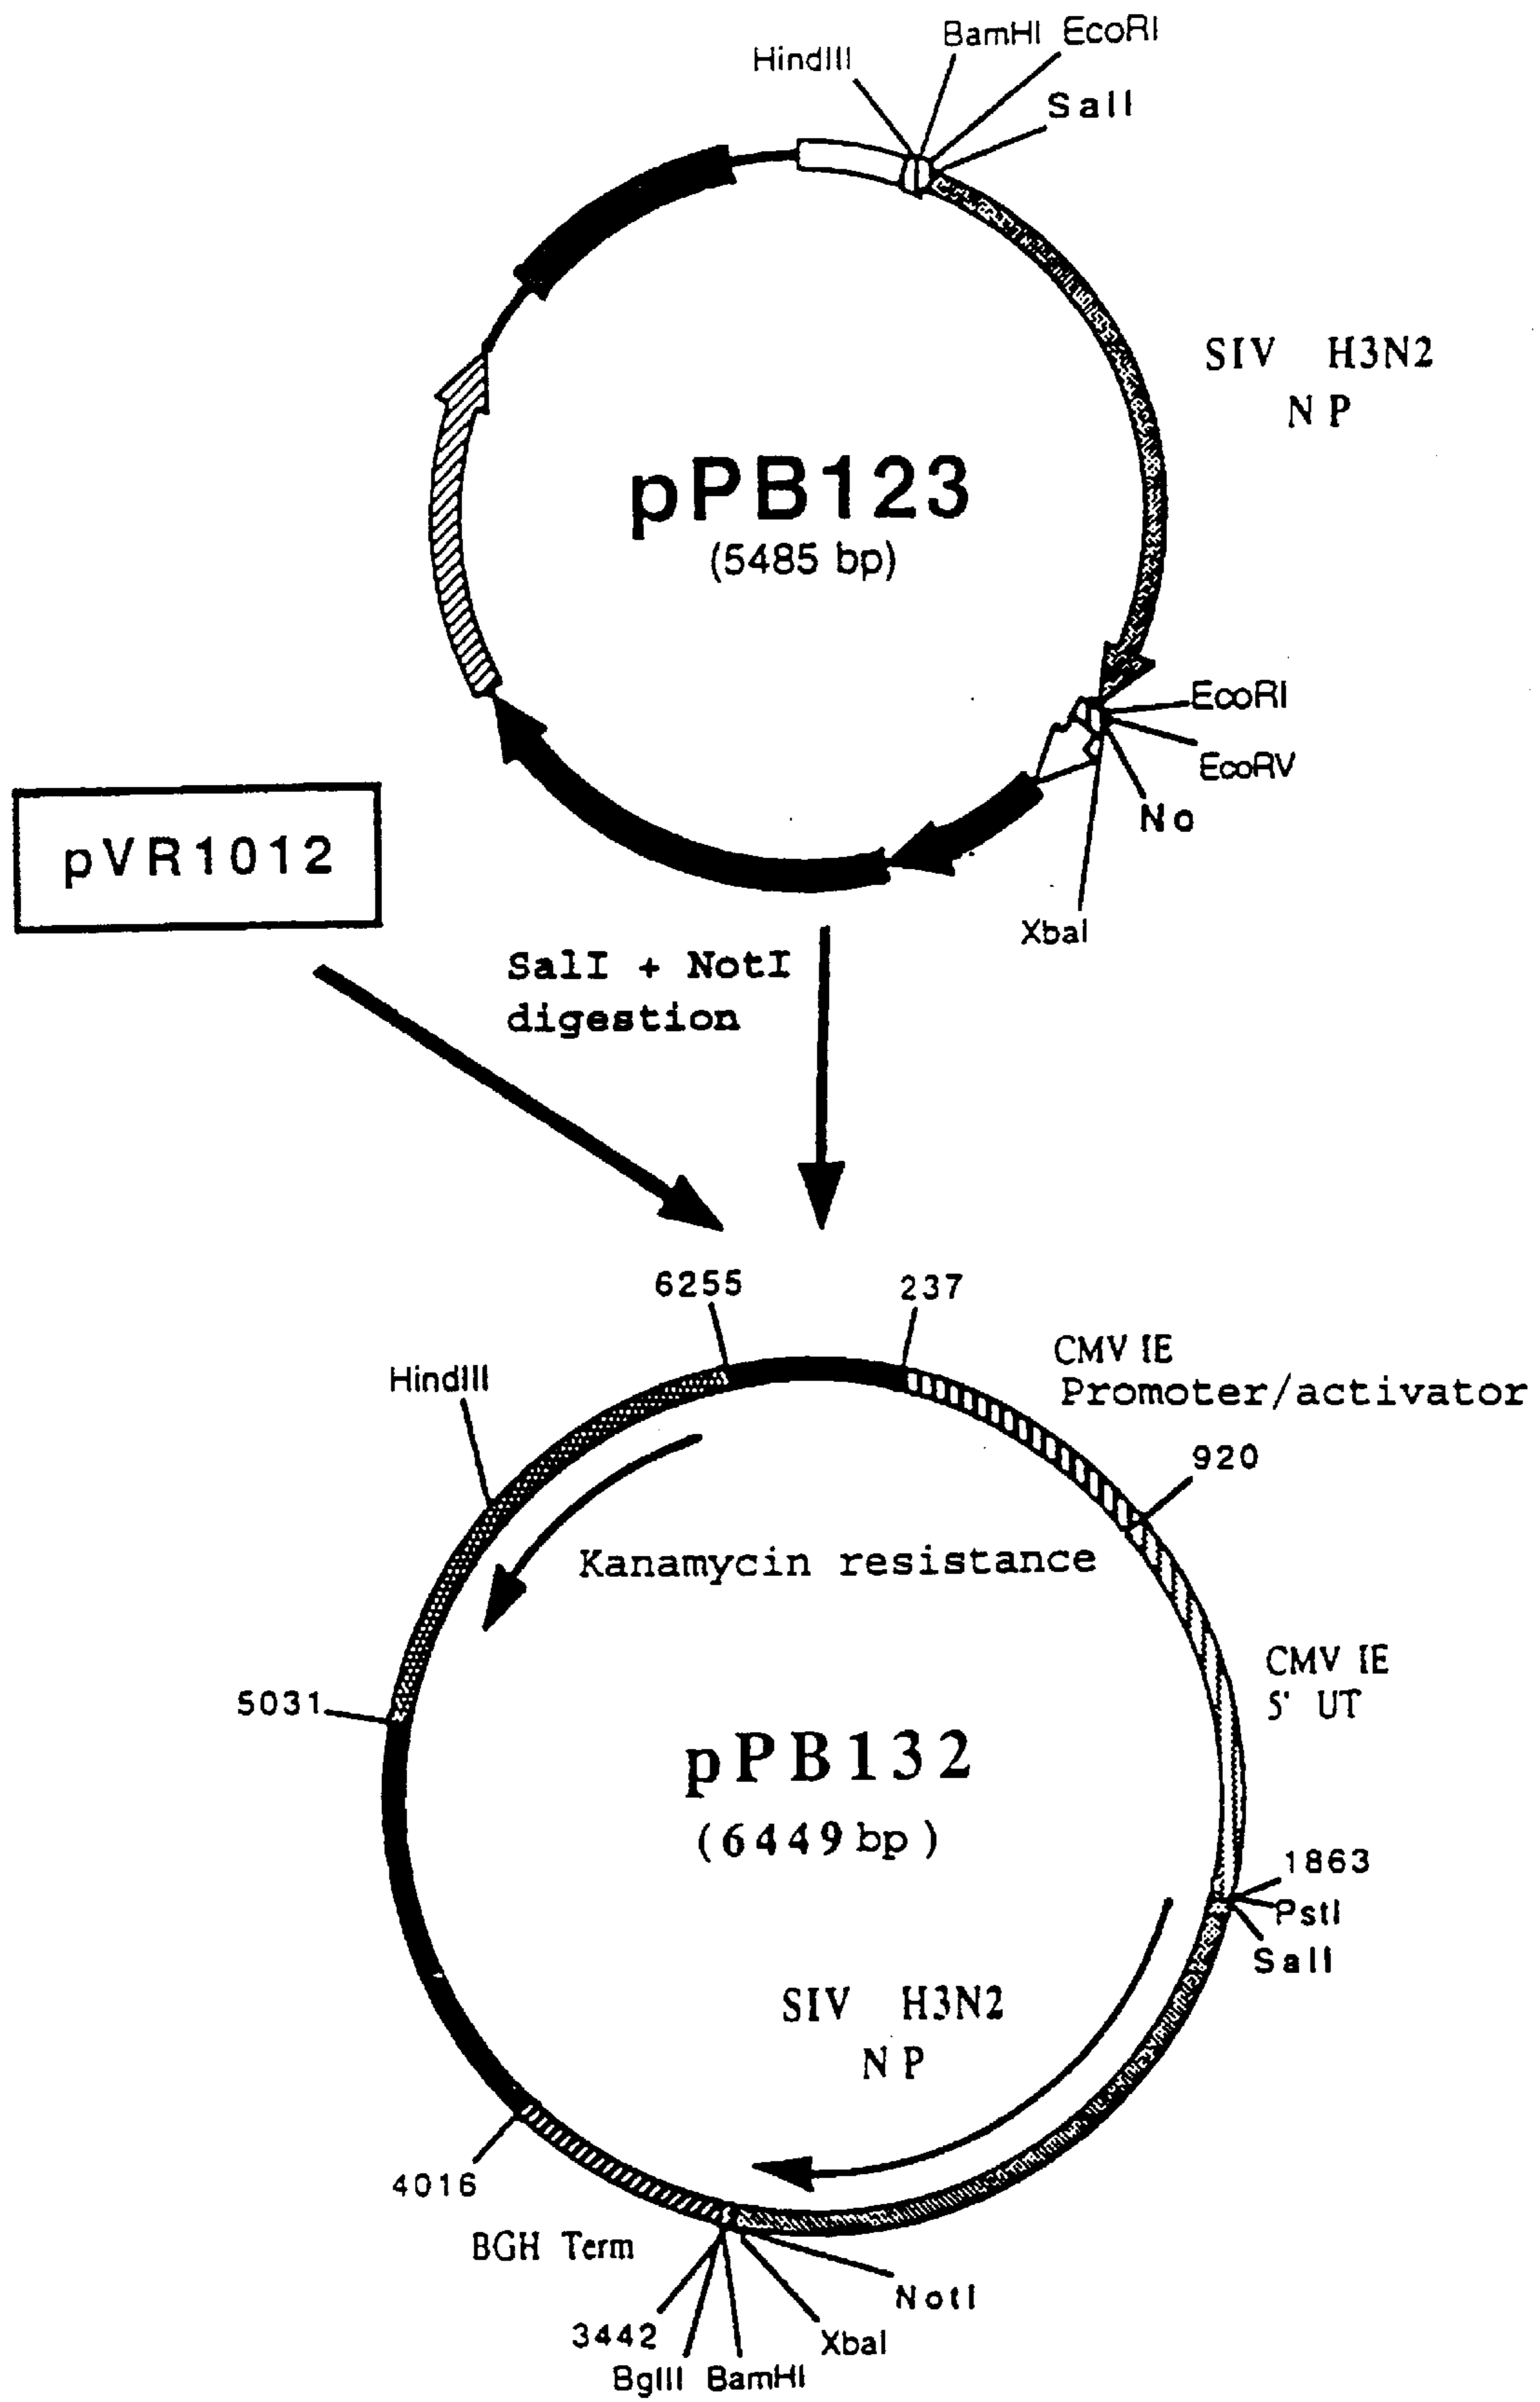 HindIII
BamHI EcoRI
SalI
SIV H3N2
NP
pPB123
(5485 bp)
EcoRI
EcoRV
No
XbaI
pVR1012
SalI + NotI
digestion
6255
237
HindIII
CMV IE
Promoter/activator
920
Kanamycin resistance
CMV IE
5' UT
5031
pPB132
(6449 bp)
1863
PstI
SalI
SIV H3N2
NP
4016
BGH Term
NotI
3442
XbaI
BglII BamHI